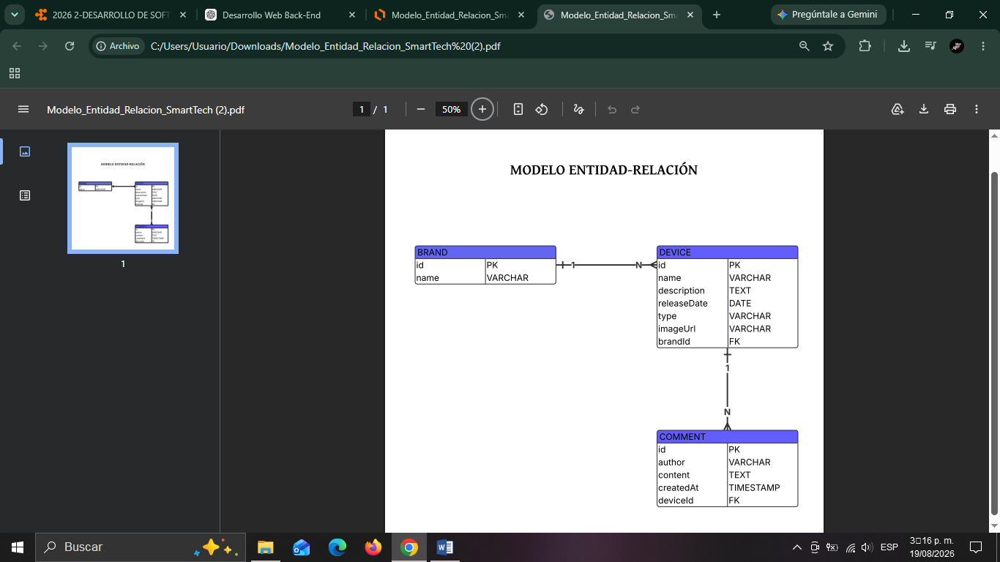 2026 2-DESARROLLO DE SOFT
Desarrollo Web Back-End
Modelo_Entidad_Relacion_Sma
Modelo_Entidad_Relacion_Sma
Pregúntale a Gemini
Archivo
C:/Users/Usuario/Downloads/Modelo_Entidad_Relacion_SmartTech%20(2).pdf
Modelo_Entidad_Relacion_SmartTech (2).pdf
1 / 1
50%
1
MODELO ENTIDAD-RELACIÓN
BRAND
id PK
name VARCHAR
1 N
DEVICE
id PK
name VARCHAR
description TEXT
releaseDate DATE
type VARCHAR
imageUrl VARCHAR
brandId FK
1
N
COMMENT
id PK
author VARCHAR
content TEXT
createdAt TIMESTAMP
deviceId FK
Buscar
ESP
3□16 p. m.
19/08/2026